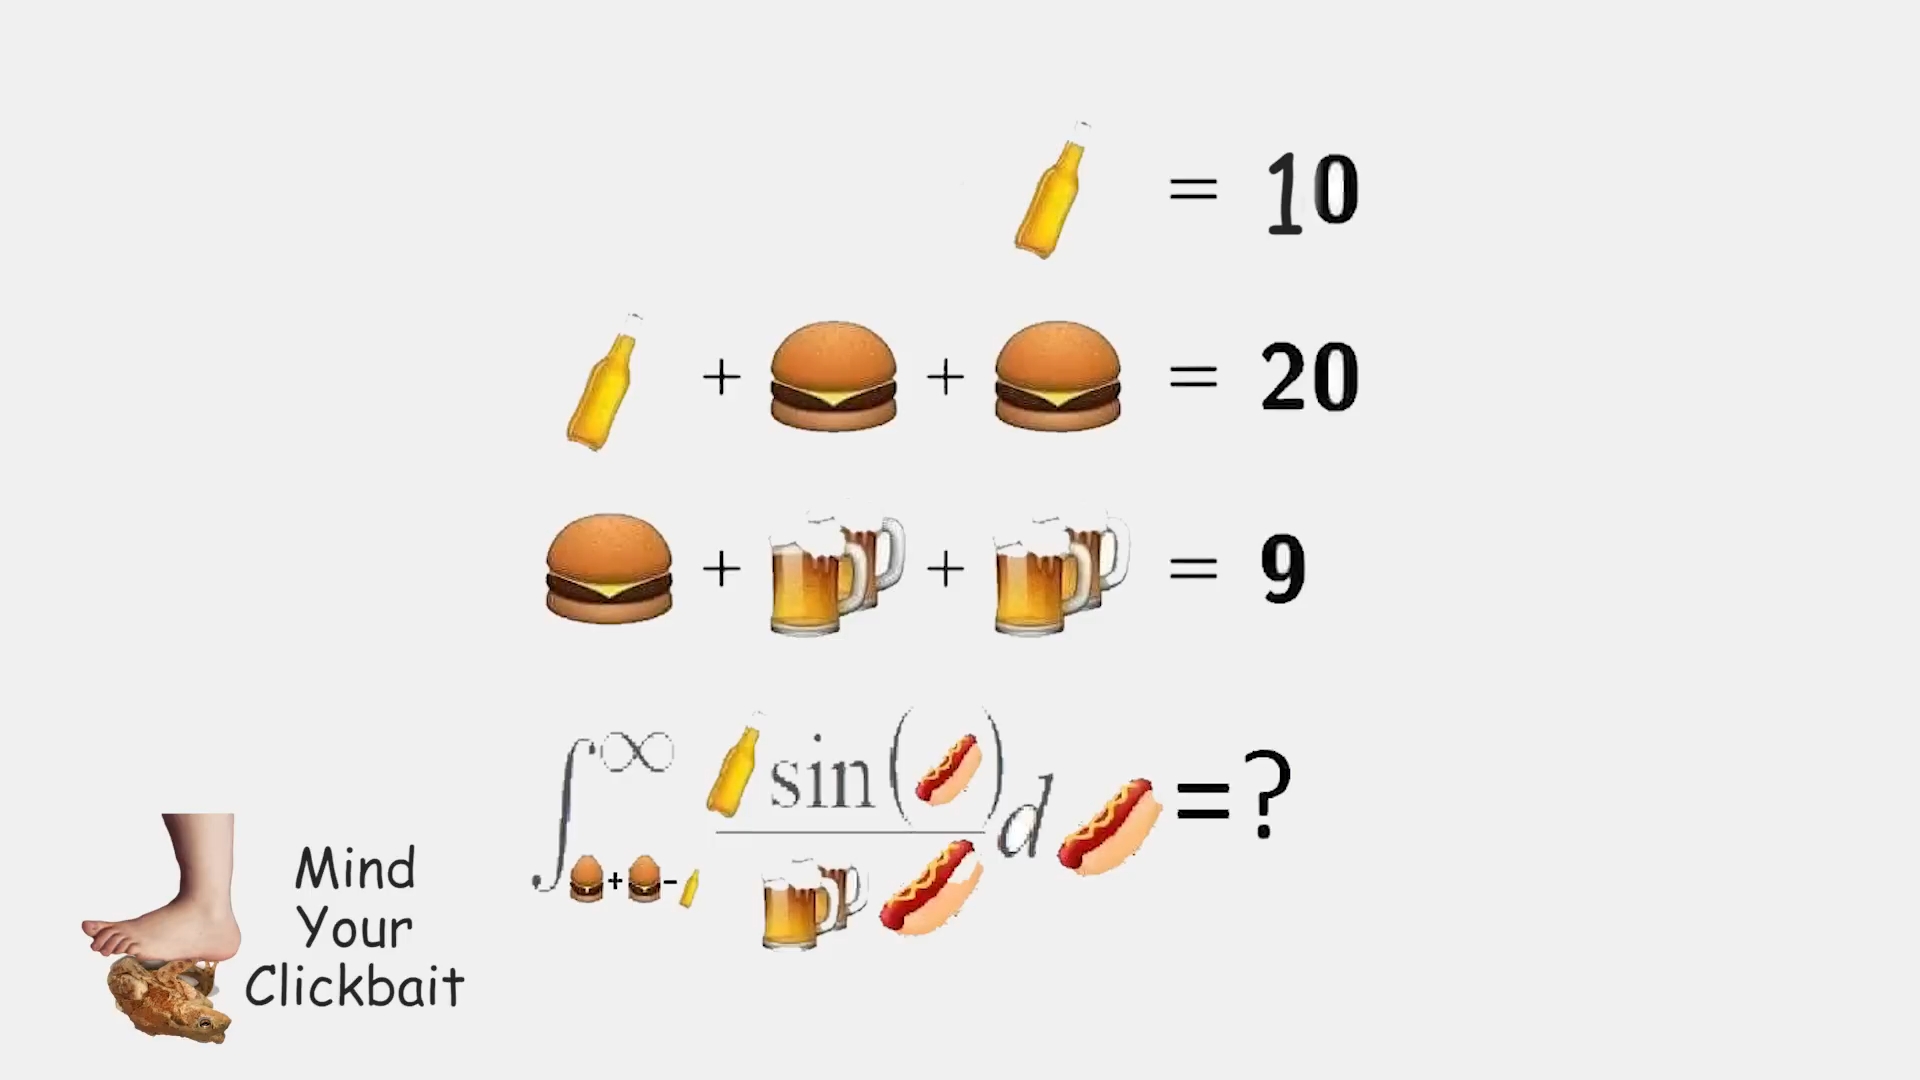 = 10
+ + = 20
+ + = 9
∫ ∞ sin( ) d = ?
+ -
Mind
Your
Clickbait